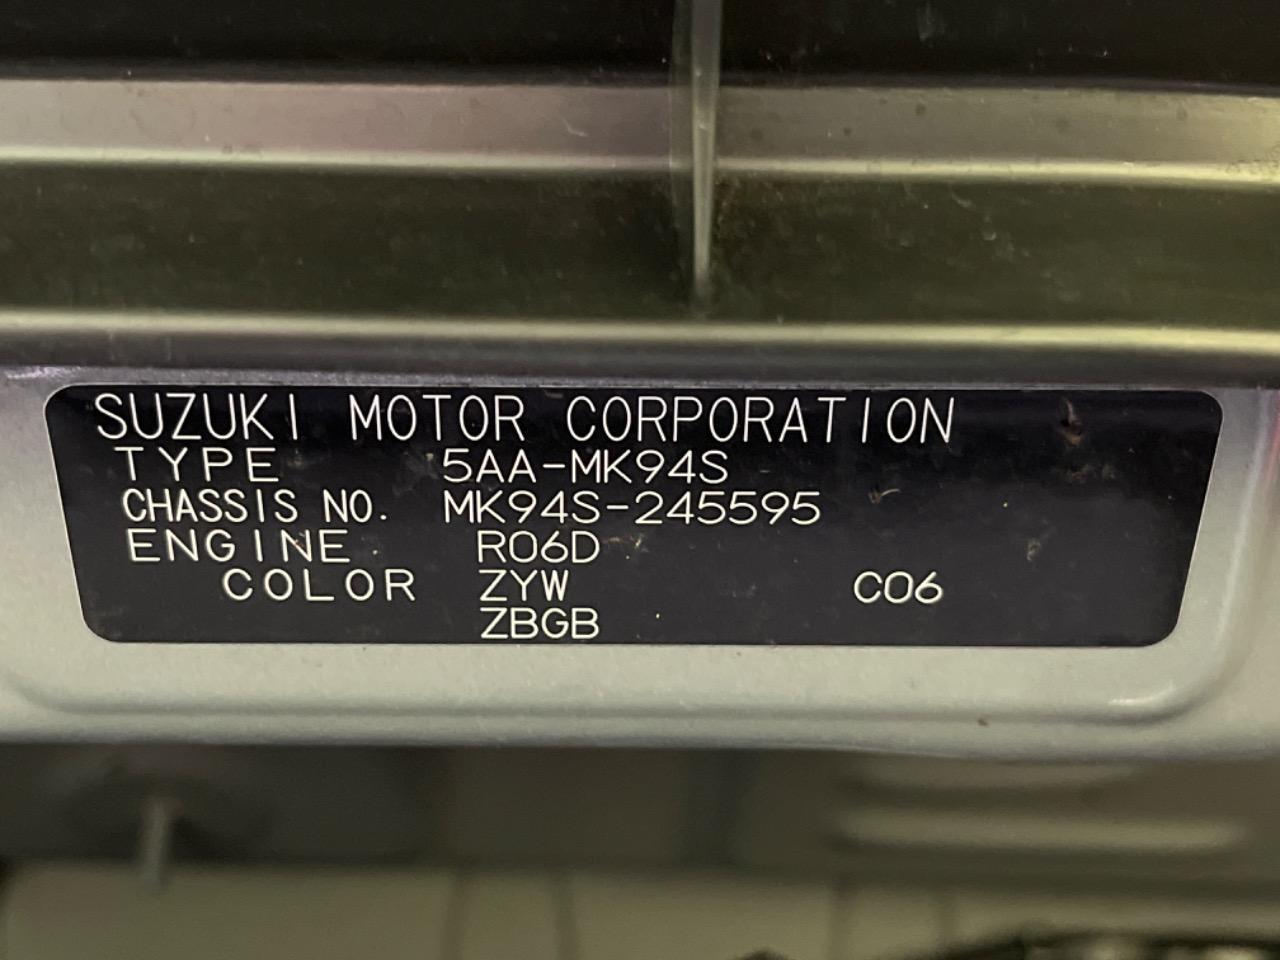 SUZUKI MOTOR CORPORATION
TYPE 5AA-MK94S
CHASSIS NO. MK94S-245595
ENGINE R06D
COLOR ZYW C06
ZBGB